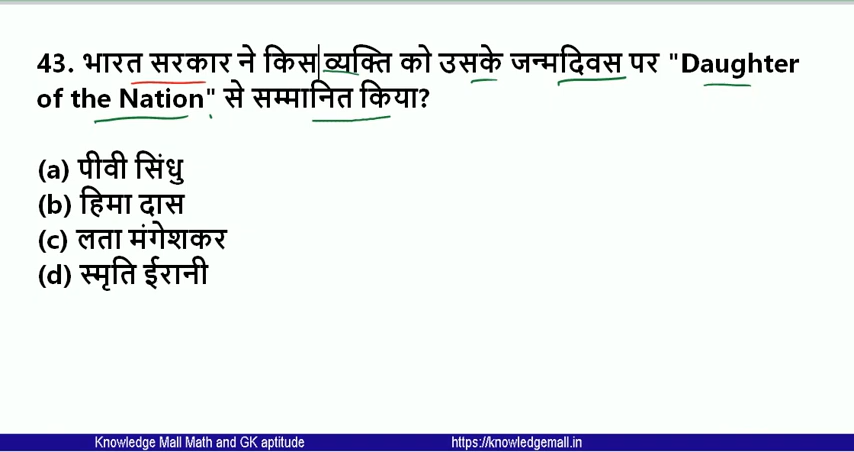 43. भारत सरकार ने किस व्यक्ति को उसके जन्मदिवस पर "Daughter
of the Nation" से सम्मानित किया?
(a) पीवी सिंधु
(b) हिमा दास
(c) लता मंगेशकर
(d) स्मृति ईरानी
Knowledge Mall Math and GK aptitude https://knowledgemall.in